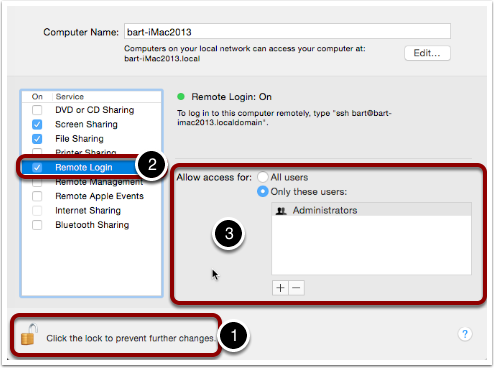 Computer Name: bart-iMac2013
Computers on your local network can access your computer at:
bart-iMac2013.local
Edit...
On Service
DVD or CD Sharing
Screen Sharing
File Sharing
Printer Sharing
Remote Login
Remote Management
Remote Apple Events
Internet Sharing
Bluetooth Sharing
2
Remote Login: On
To log in to this computer remotely, type "ssh bart@bart-
imac2013.localdomain".
Allow access for: All users
Only these users:
Administrators
3
+ −
Click the lock to prevent further changes.
1
?